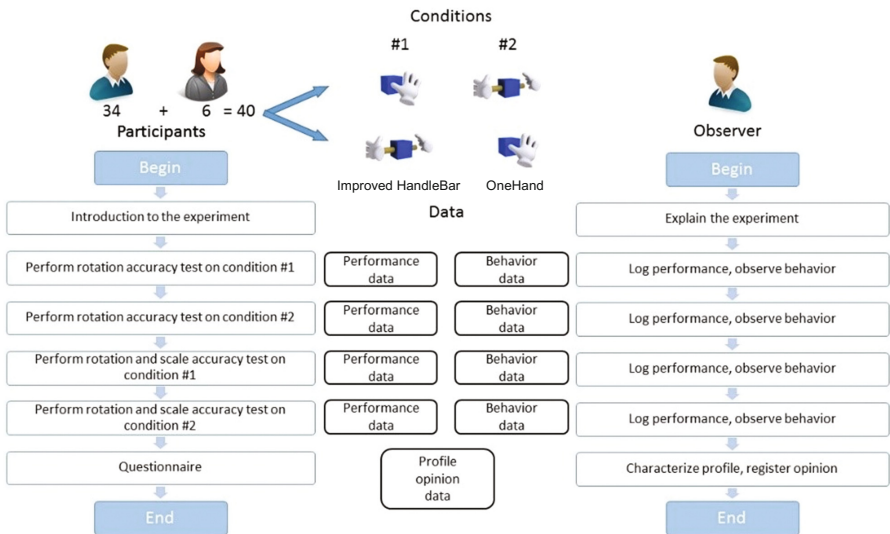 Conditions
#1 #2
34 + 6 = 40
Participants
Observer
Improved HandleBar OneHand
Data
Begin
Introduction to the experiment
Perform rotation accuracy test on condition #1
Perform rotation accuracy test on condition #2
Perform rotation and scale accuracy test on
condition #1
Perform rotation and scale accuracy test on
condition #2
Questionnaire
End
Performance
data
Behavior
data
Performance
data
Behavior
data
Performance
data
Behavior
data
Performance
data
Behavior
data
Profile
opinion
data
Begin
Explain the experiment
Log performance, observe behavior
Log performance, observe behavior
Log performance, observe behavior
Log performance, observe behavior
Characterize profile, register opinion
End